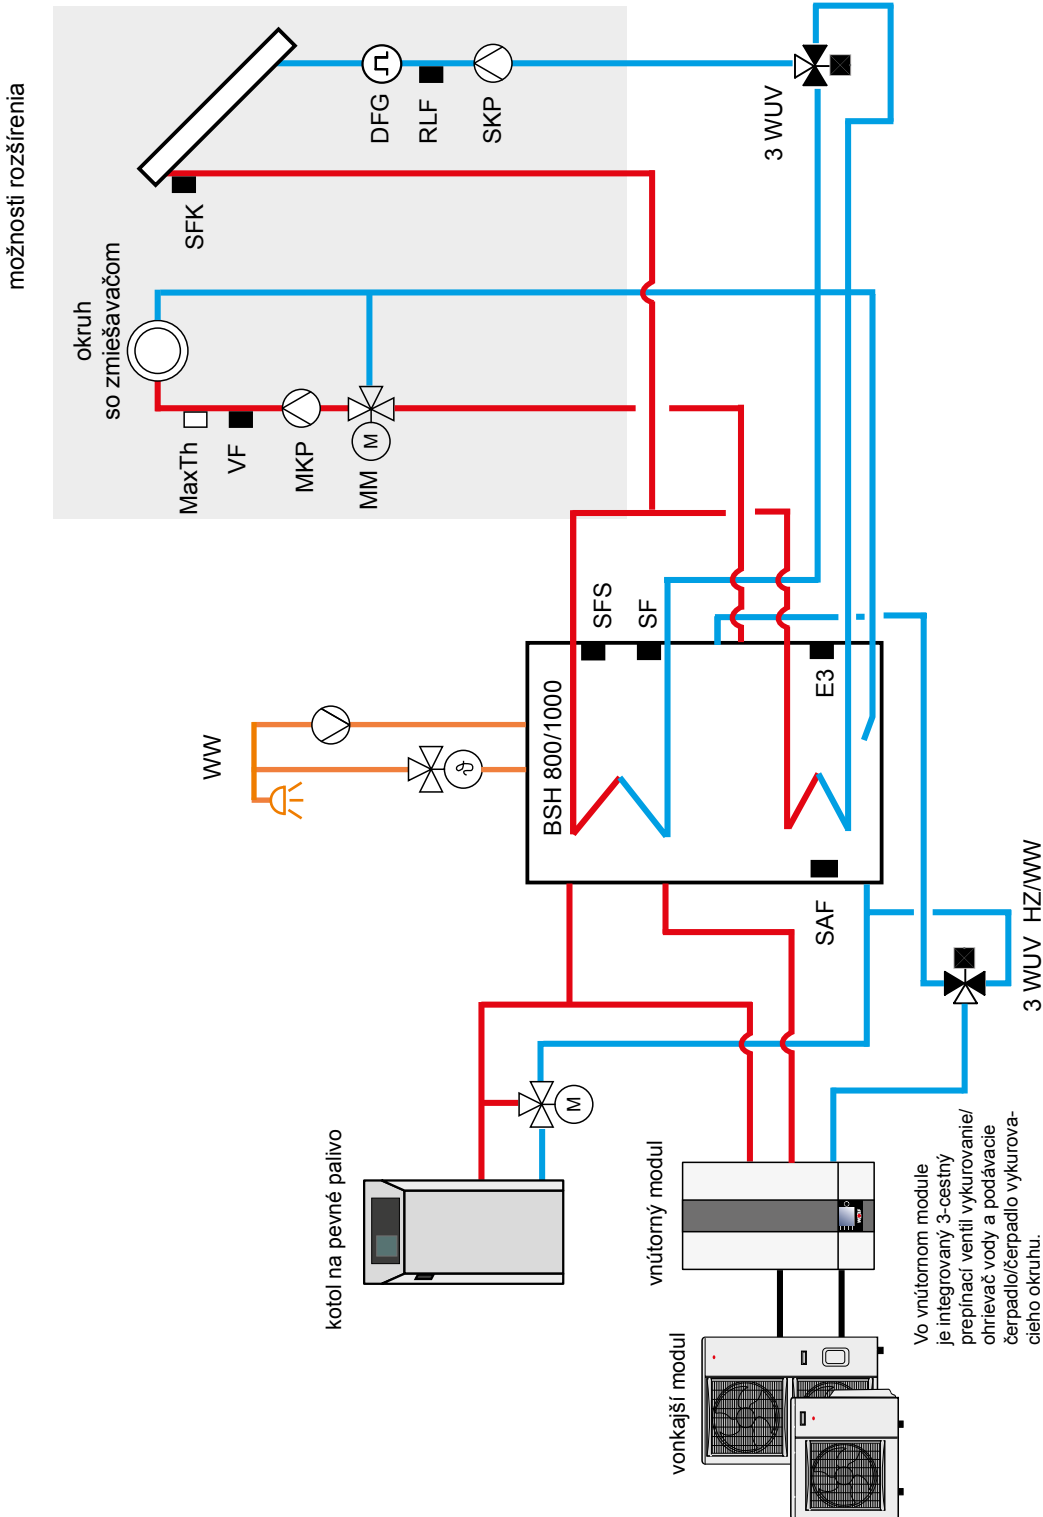 možnosti rozšírenia
okruh
so zmiešavačom
MaxTh
VF
MKP
MM
M
SFK
DFG
RLF
SKP
3 WUV
WW
ϑ
BSH 800/1000
SFS
SF
E3
SAF
3 WUV HZ/WW
kotol na pevné palivo
M
vnútorný modul
vonkajší modul
Vo vnútornom module
je integrovaný 3-cestný
prepínací ventil vykurovanie/
ohrievač vody a podávacie
čerpadlo/čerpadlo vykurova-
cieho okruhu.